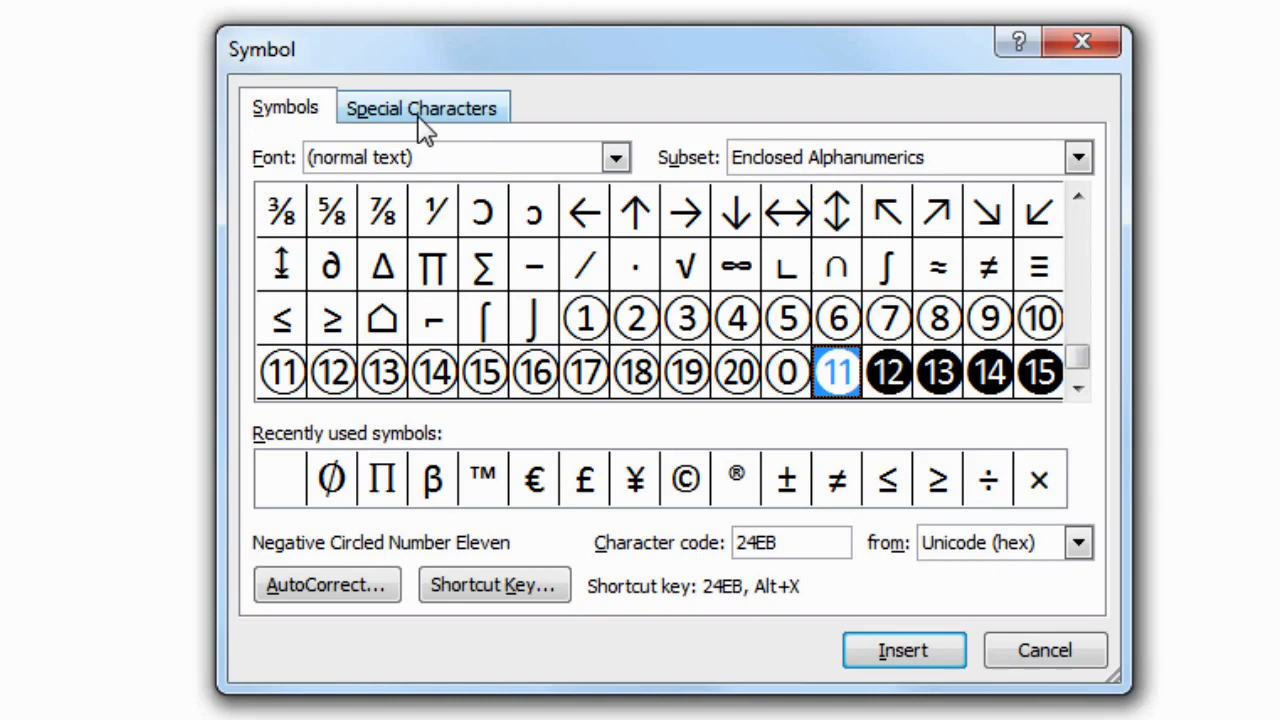 Symbol
Symbols Special Characters
Font: (normal text) Subset: Enclosed Alphanumerics
⅜ ⅝ ⅞ ⅟ Ↄ ↄ ← ↑ → ↓ ↔ ↕ ↖ ↗ ↘ ↙
↨ ∂ ∆ ∏ ∑ − ∕ ∙ √ ∞ ∟ ∩ ∫ ≈ ≠ ≡
≤ ≥ ⌂ ⌐ ⌠ ⌡ ① ② ③ ④ ⑤ ⑥ ⑦ ⑧ ⑨ ⑩
⑪ ⑫ ⑬ ⑭ ⑮ ⑯ ⑰ ⑱ ⑲ ⑳ ⓪ ⓫ ⓬ ⓭ ⓮ ⓯
Recently used symbols:
∅ ∏ β ™ € £ ¥ © ® ± ≠ ≤ ≥ ÷ ×
Negative Circled Number Eleven Character code: 24EB from: Unicode (hex)
AutoCorrect... Shortcut Key... Shortcut key: 24EB, Alt+X
Insert Cancel